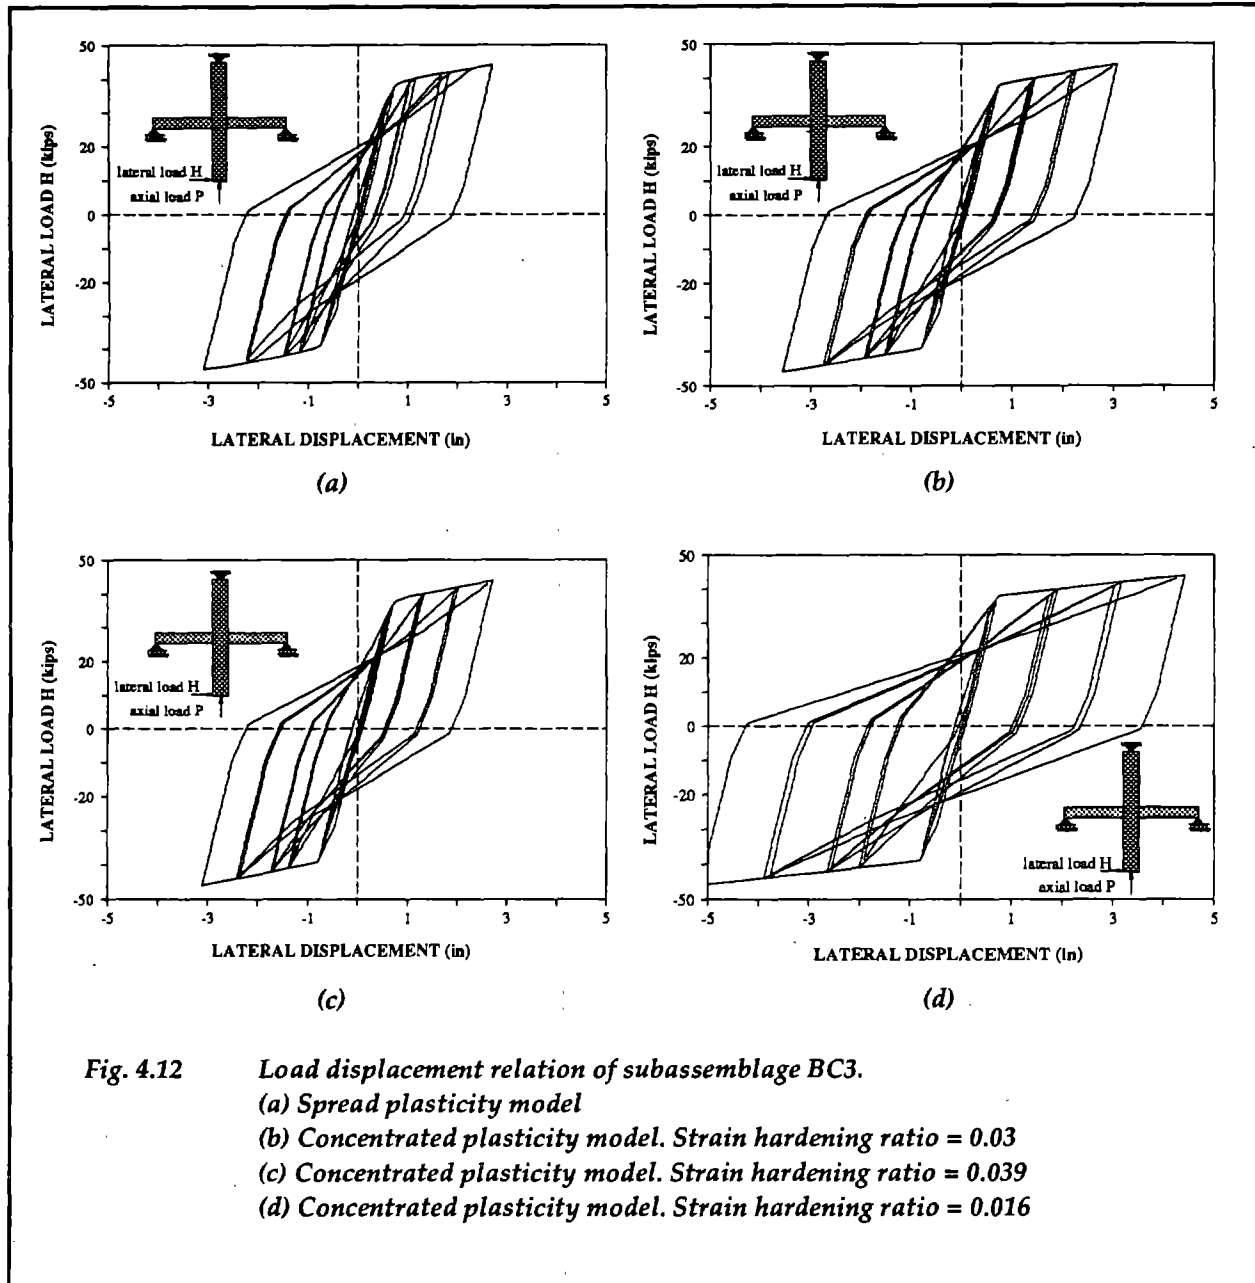 50
20
0
-20
-50
LATERAL LOAD H (kips)
lateral load H
axial load P
-5 -3 -1 1 3 5
LATERAL DISPLACEMENT (in)
(a)
50
20
0
-20
-50
LATERAL LOAD H (kips)
lateral load H
axial load P
-5 -3 -1 1 3 5
LATERAL DISPLACEMENT (in)
(b)
50
20
0
-20
-50
LATERAL LOAD H (kips)
lateral load H
axial load P
-5 -3 -1 1 3 5
LATERAL DISPLACEMENT (in)
(c)
50
20
0
-20
-50
LATERAL LOAD H (kips)
lateral load H
axial load P
-5 -3 -1 1 3 5
LATERAL DISPLACEMENT (in)
(d)
Fig. 4.12 Load displacement relation of subassemblage BC3.
(a) Spread plasticity model
(b) Concentrated plasticity model. Strain hardening ratio = 0.03
(c) Concentrated plasticity model. Strain hardening ratio = 0.039
(d) Concentrated plasticity model. Strain hardening ratio = 0.016